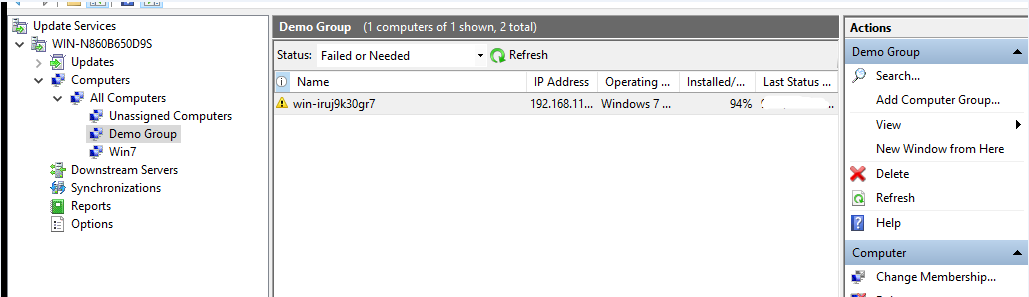 Update Services
WIN-N860B650D9S
Updates
Computers
All Computers
Unassigned Computers
Demo Group
Win7
Downstream Servers
Synchronizations
Reports
Options
Demo Group (1 computers of 1 shown, 2 total)
Status: Failed or Needed Refresh
Name IP Address Operating ... Installed/... Last Status ...
win-iruj9k30gr7 192.168.11... Windows 7 ... 94%
Actions
Demo Group
Search...
Add Computer Group...
View
New Window from Here
Delete
Refresh
Help
Computer
Change Membership...